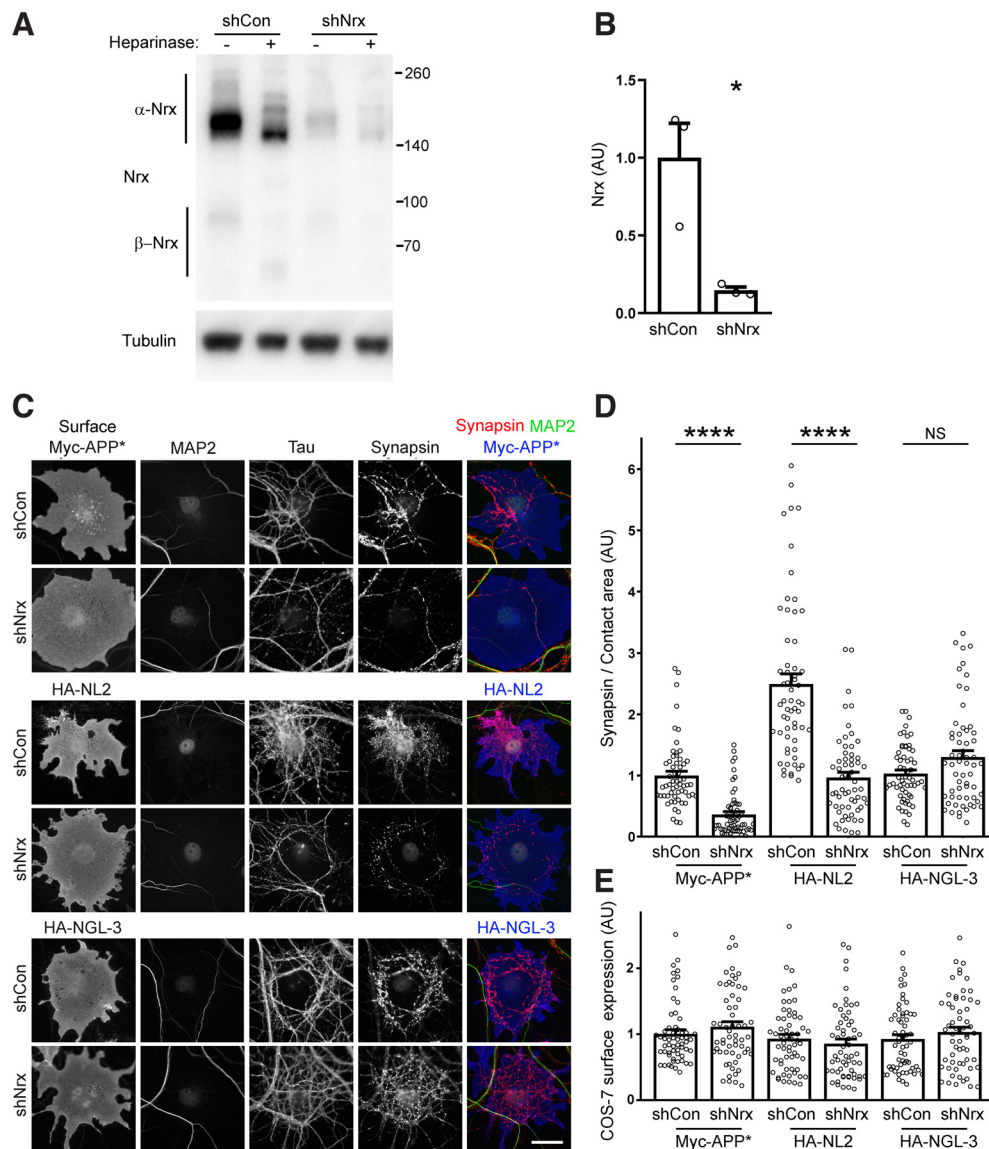 A
shCon shNrx
Heparinase: - + - +
260
α-Nrx
140
Nrx
100
β–Nrx
70
Tubulin
B
*
1.5
1.0
0.5
0.0
Nrx (AU)
shCon shNrx
C
Surface
Myc-APP* MAP2 Tau Synapsin
Synapsin MAP2
Myc-APP*
shCon
shNrx
HA-NL2 HA-NL2
shCon
shNrx
HA-NGL-3 HA-NGL-3
shCon
shNrx
D
**** **** NS
6
5
4
3
2
1
0
Synapsin / Contact area (AU)
shCon shNrx shCon shNrx shCon shNrx
Myc-APP* HA-NL2 HA-NGL-3
E
2
1
0
COS-7 surface expression (AU)
shCon shNrx shCon shNrx shCon shNrx
Myc-APP* HA-NL2 HA-NGL-3